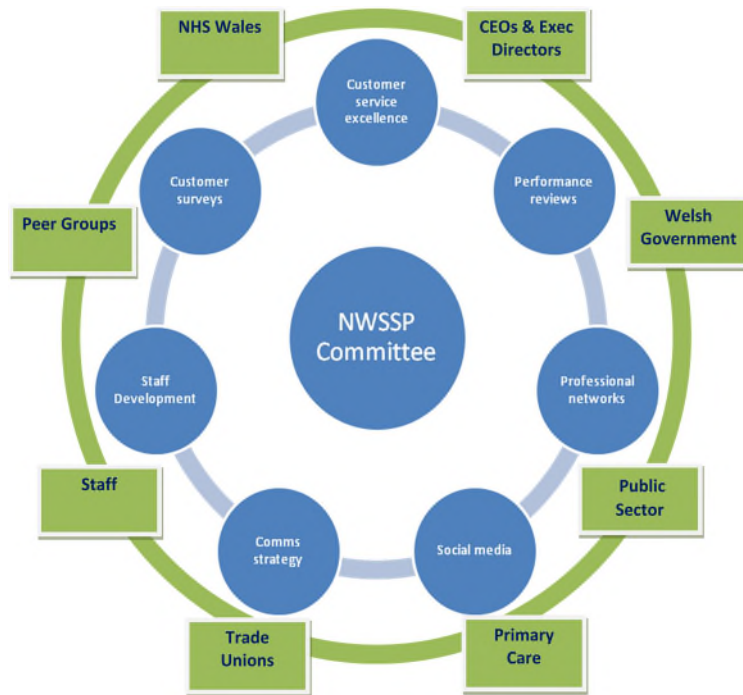 NHS Wales
CEOs & Exec
Directors
Customer
service
excellence
Customer
surveys
Performance
reviews
Peer Groups
Welsh
Government
NWSSP
Committee
Staff
Development
Professional
networks
Staff
Public
Sector
Comms
strategy
Social media
Trade
Unions
Primary
Care